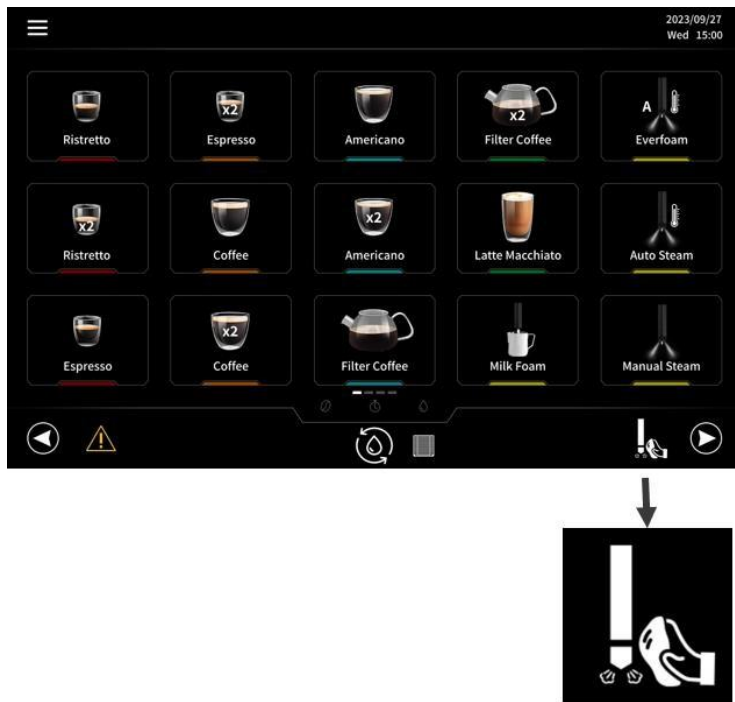 2023/09/27
Wed 15:00
Ristretto
x2
Espresso
Americano
x2
Filter Coffee
A
Everfoam
x2
Ristretto
Coffee
x2
Americano
Latte Macchiato
Auto Steam
Espresso
x2
Coffee
Filter Coffee
Milk Foam
Manual Steam